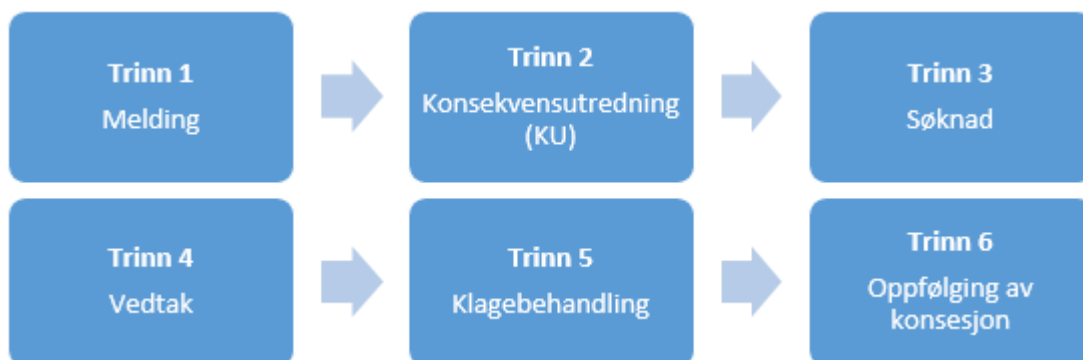 Trinn 1
Melding
Trinn 2
Konsekvensutredning
(KU)
Trinn 3
Søknad
Trinn 4
Vedtak
Trinn 5
Klagebehandling
Trinn 6
Oppfølging av
konsesjon